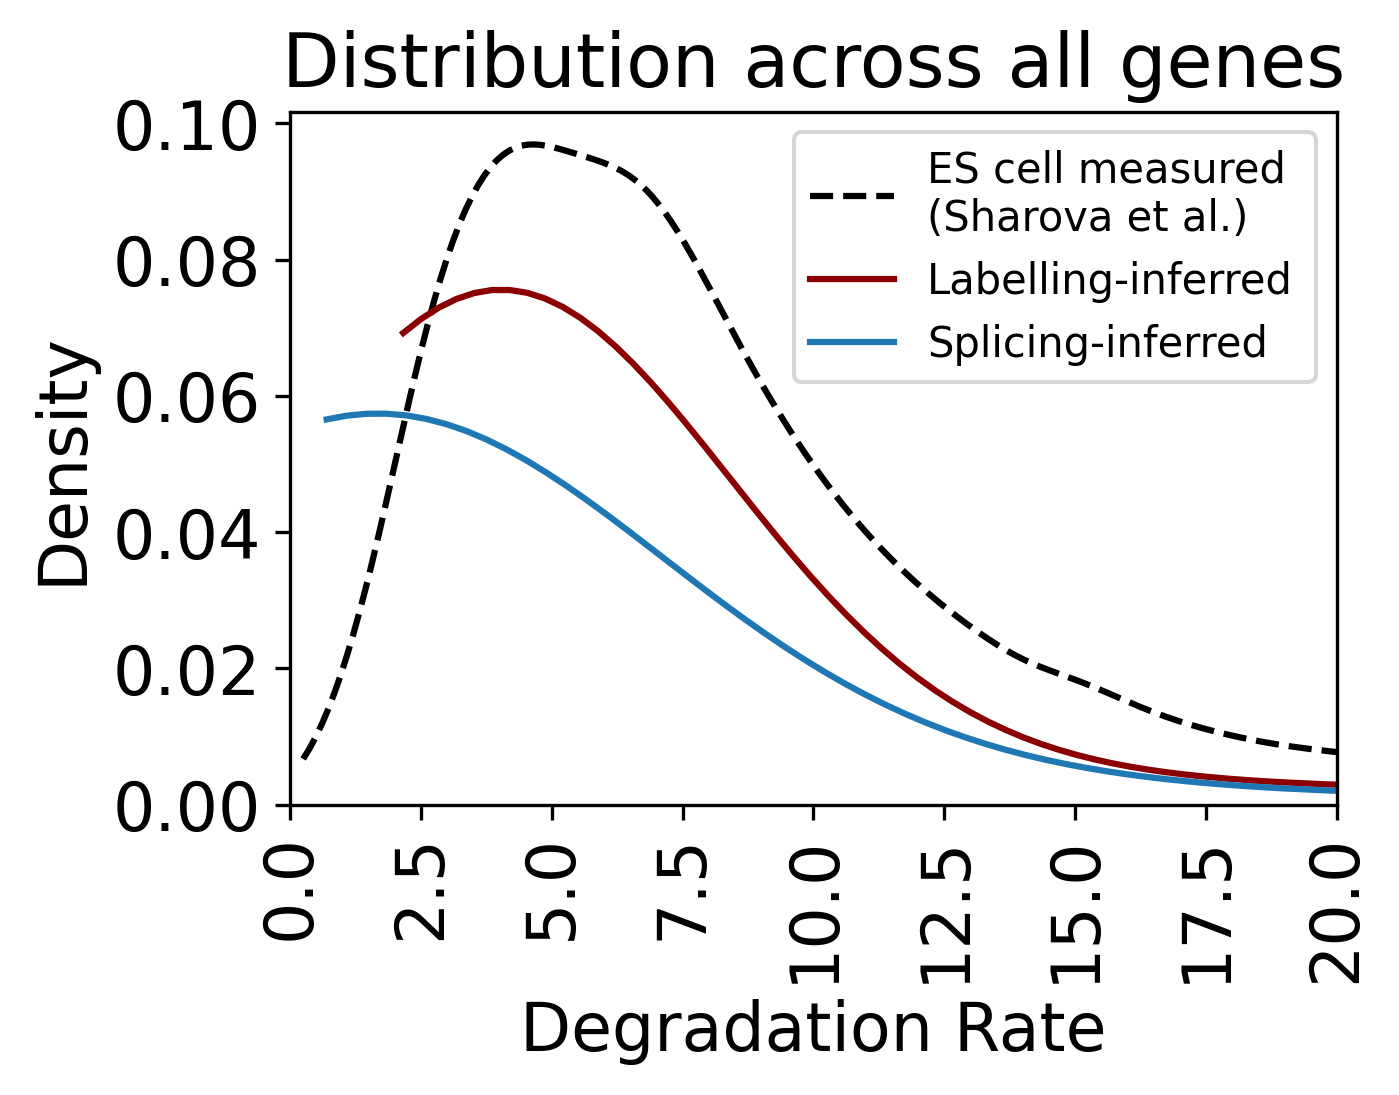 Distribution across all genes
0.10
0.08
0.06
0.04
0.02
0.00
Density
ES cell measured
(Sharova et al.)
Labelling-inferred
Splicing-inferred
0.0
2.5
5.0
7.5
10.0
12.5
15.0
17.5
20.0
Degradation Rate